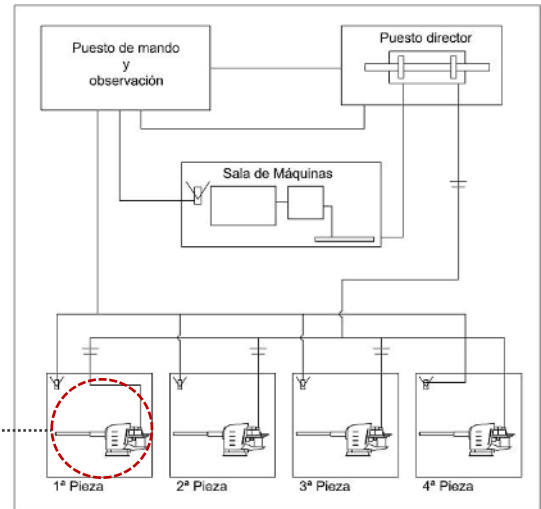 Puesto de mando
y
observación
Puesto director
Sala de Máquinas
1ª Pieza
2ª Pieza
3ª Pieza
4ª Pieza